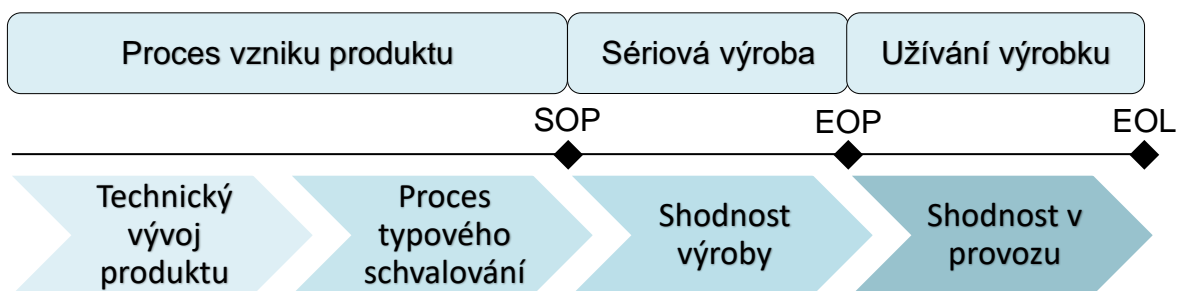 Proces vzniku produktu
Sériová výroba
Užívání výrobku
SOP
EOP
EOL
Technický
vývoj
produktu
Proces
typového
schvalování
Shodnost
výroby
Shodnost v
provozu